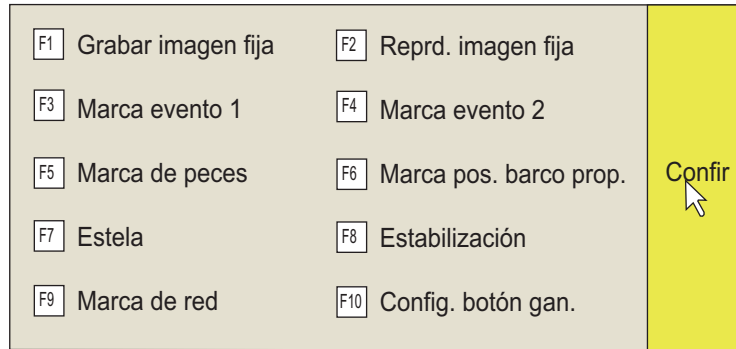 F1 Grabar imagen fija F2 Reprd. imagen fija
F3 Marca evento 1 F4 Marca evento 2
F5 Marca de peces F6 Marca pos. barco prop. Confir
F7 Estela F8 Estabilización
F9 Marca de red F10 Config. botón gan.